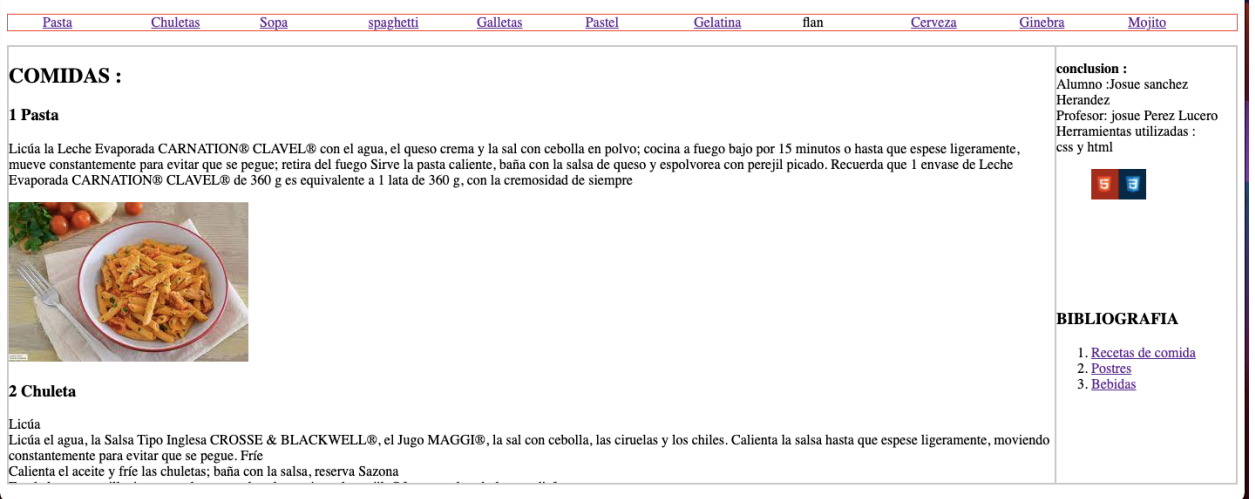 Pasta Chuletas Sopa spaghetti Galletas Pastel Gelatina flan Cerveza Ginebra Mojito
COMIDAS :
1 Pasta
Licúa la Leche Evaporada CARNATION® CLAVEL® con el agua, el queso crema y la sal con cebolla en polvo; cocina a fuego bajo por 15 minutos o hasta que espese ligeramente,
mueve constantemente para evitar que se pegue; retira del fuego Sirve la pasta caliente, baña con la salsa de queso y espolvorea con perejil picado. Recuerda que 1 envase de Leche
Evaporada CARNATION® CLAVEL® de 360 g es equivalente a 1 lata de 360 g, con la cremosidad de siempre
2 Chuleta
Licúa
Licúa el agua, la Salsa Tipo Inglesa CROSSE & BLACKWELL®, el Jugo MAGGI®, la sal con cebolla, las ciruelas y los chiles. Calienta la salsa hasta que espese ligeramente, moviendo
constantemente para evitar que se pegue. Fríe
Calienta el aceite y fríe las chuletas; baña con la salsa, reserva Sazona
conclusion :
Alumno :Josue sanchez
Herandez
Profesor: josue Perez Lucero
Herramientas utilizadas :
css y html
5 3
BIBLIOGRAFIA
1. Recetas de comida
2. Postres
3. Bebidas